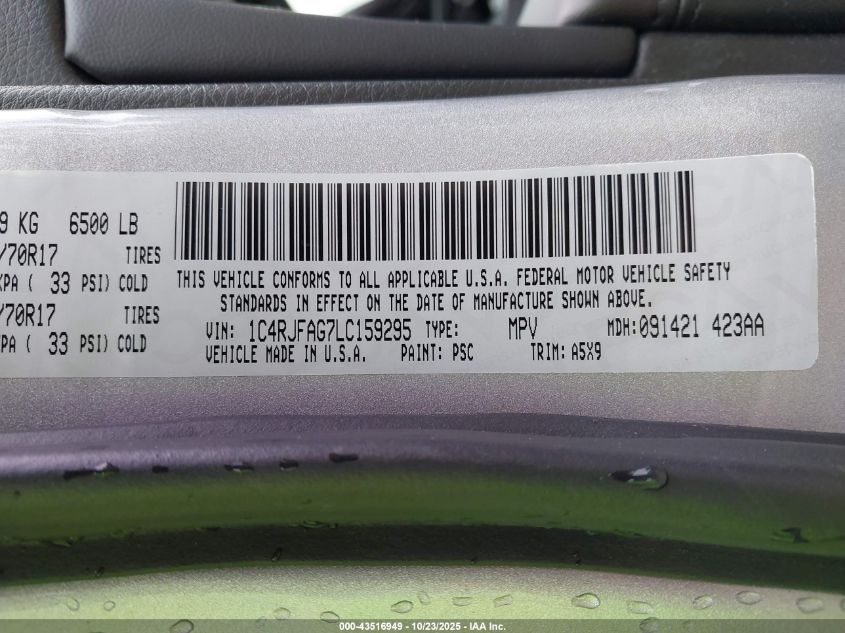 9 KG 6500 LB
/70R17 TIRES
KPA ( 33 PSI) COLD
/70R17 TIRES
PA ( 33 PSI) COLD
THIS VEHICLE CONFORMS TO ALL APPLICABLE U.S.A. FEDERAL MOTOR VEHICLE SAFETY
STANDARDS IN EFFECT ON THE DATE OF MANUFACTURE SHOWN ABOVE.
VIN: 1C4RJFAG7LC159295 TYPE: MPV MDH: 091421 423AA
VEHICLE MADE IN U.S.A. PAINT: PSC TRIM: A5X9
000-43516949 - 10/23/2025 - IAA Inc.